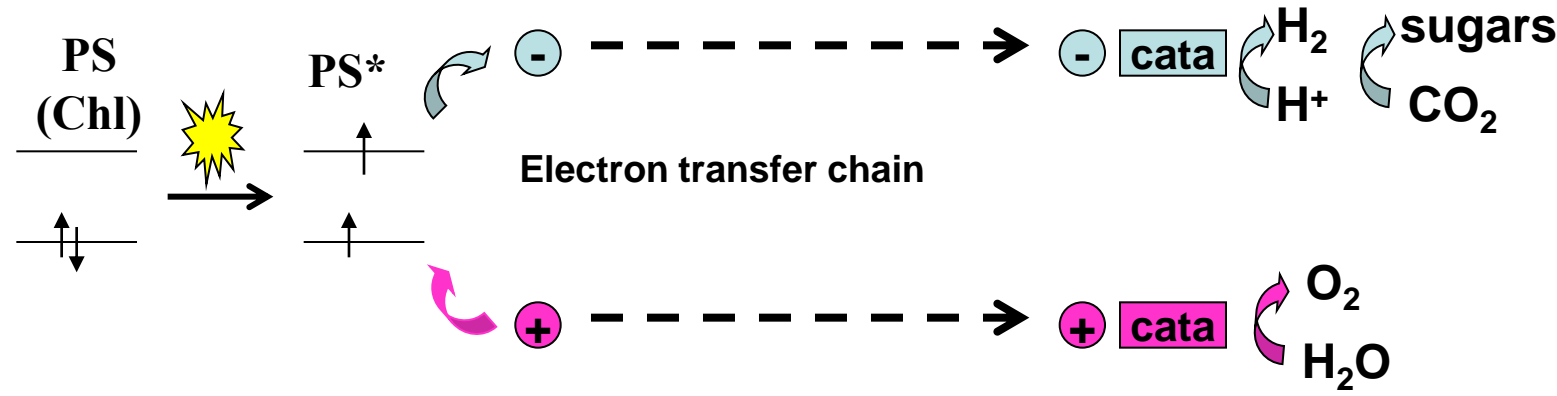 PS
(Chl)
PS*
-
- cata
H₂
H⁺
sugars
CO₂
Electron transfer chain
+
+ cata
O₂
H₂O